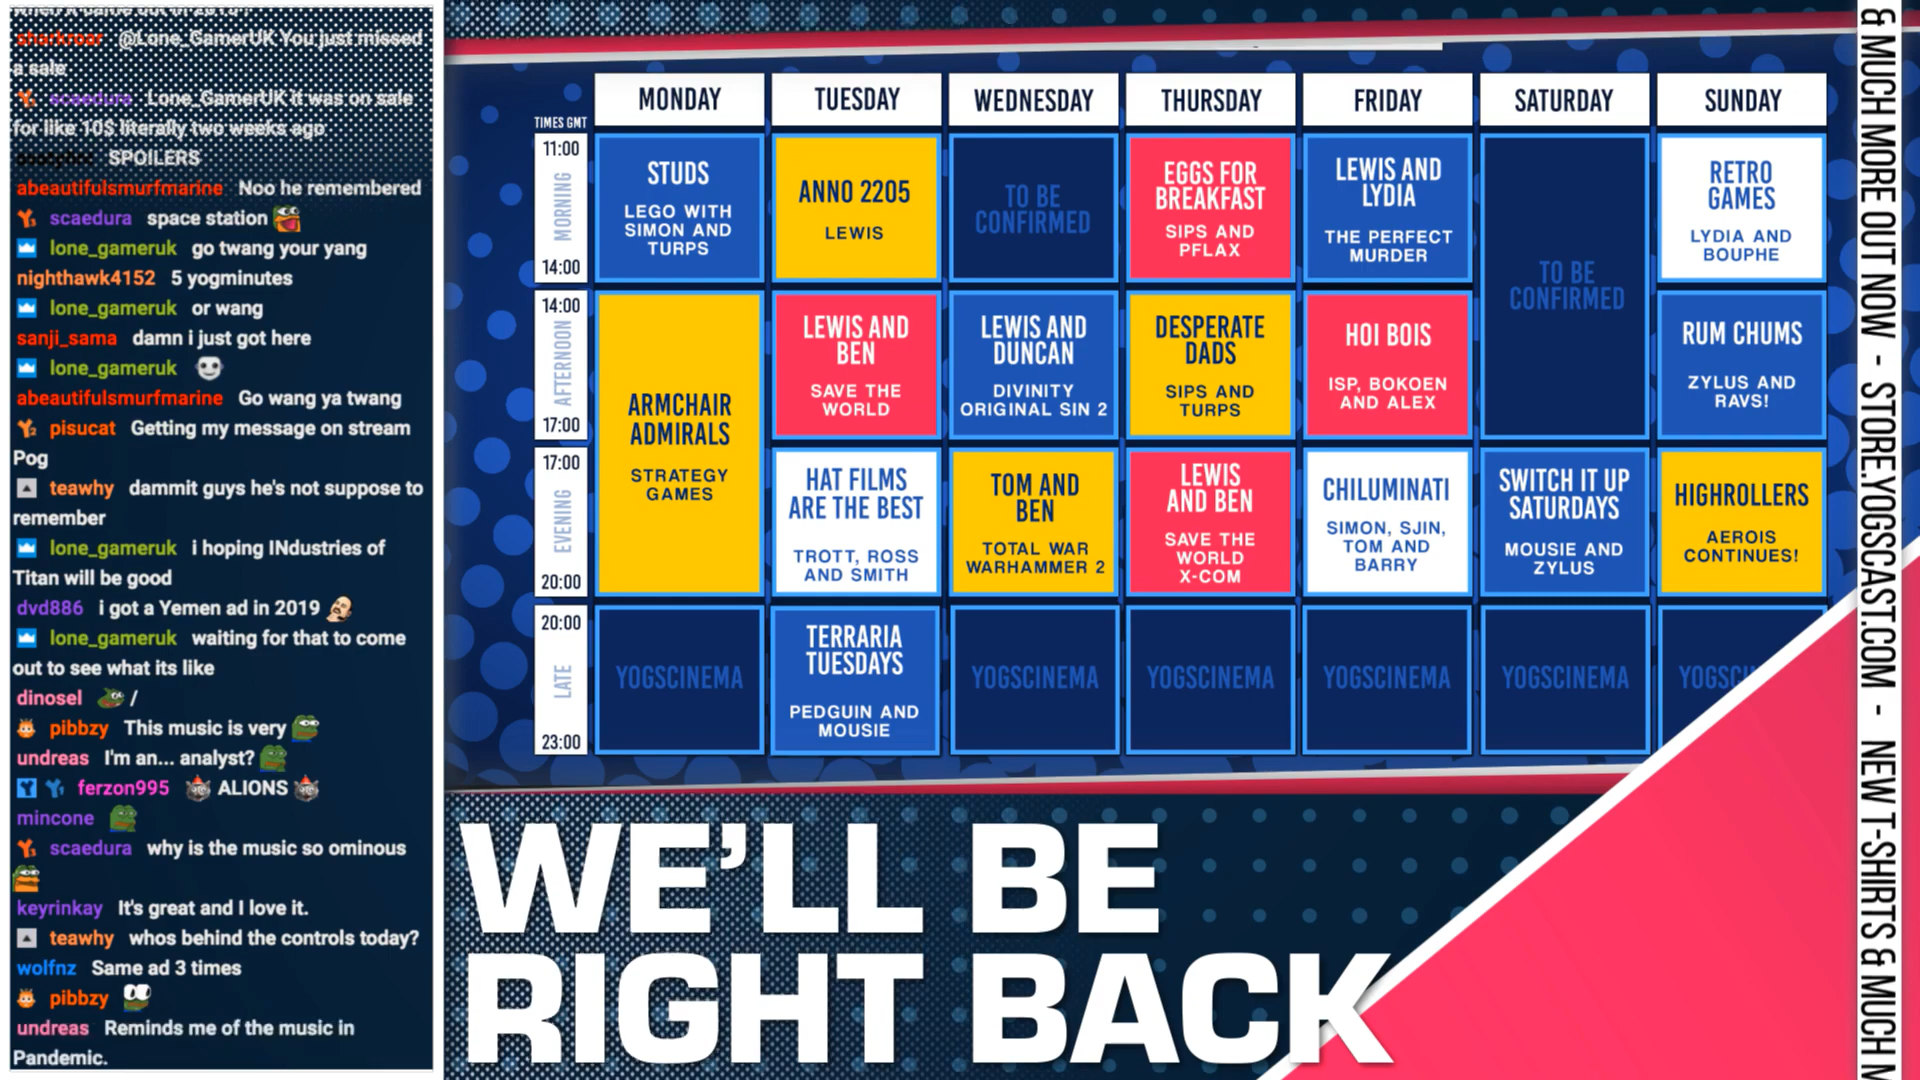 sharkroar @Lone_GamerUK You just missed
a sale
scaedura Lone_GamerUK it was on sale
for like 10$ literally two weeks ago
SPOILERS
abeautifulsmurfmarine Noo he remembered
scaedura space station
lone_gameruk go twang your yang
nighthawk4152 5 yogminutes
lone_gameruk or wang
sanji_sama damn i just got here
lone_gameruk
abeautifulsmurfmarine Go wang ya twang
pisucat Getting my message on stream
Pog
teawhy dammit guys he's not suppose to
remember
lone_gameruk i hoping INdustries of
Titan will be good
dvd886 i got a Yemen ad in 2019
lone_gameruk waiting for that to come
out to see what its like
dinosel /
pibbzy This music is very
undreas I'm an... analyst?
ferzon995 ALIONS
mincone
scaedura why is the music so ominous
keyrinkay It's great and I love it.
teawhy whos behind the controls today?
wolfnz Same ad 3 times
pibbzy
undreas Reminds me of the music in
Pandemic.
TIMES GMT
MONDAY
TUESDAY
WEDNESDAY
THURSDAY
FRIDAY
SATURDAY
SUNDAY
11:00
MORNING
14:00
STUDS
LEGO WITH
SIMON AND
TURPS
ANNO 2205
LEWIS
TO BE
CONFIRMED
EGGS FOR
BREAKFAST
SIPS AND
PFLAX
LEWIS AND
LYDIA
THE PERFECT
MURDER
TO BE
CONFIRMED
RETRO
GAMES
LYDIA AND
BOUPHE
14:00
AFTERNOON
17:00
ARMCHAIR
ADMIRALS
STRATEGY
GAMES
LEWIS AND
BEN
SAVE THE
WORLD
LEWIS AND
DUNCAN
DIVINITY
ORIGINAL SIN 2
DESPERATE
DADS
SIPS AND
TURPS
HOI BOIS
ISP, BOKOEN
AND ALEX
RUM CHUMS
ZYLUS AND
RAVS!
17:00
EVENING
20:00
HAT FILMS
ARE THE BEST
TROTT, ROSS
AND SMITH
TOM AND
BEN
TOTAL WAR
WARHAMMER 2
LEWIS
AND BEN
SAVE THE
WORLD
X-COM
CHILUMINATI
SIMON, SJIN,
TOM AND
BARRY
SWITCH IT UP
SATURDAYS
MOUSIE AND
ZYLUS
HIGHROLLERS
AEROIS
CONTINUES!
20:00
LATE
23:00
YOGSCINEMA
TERRARIA
TUESDAYS
PEDGUIN AND
MOUSIE
YOGSCINEMA
YOGSCINEMA
YOGSCINEMA
YOGSCINEMA
YOGSCI
WE'LL BE
RIGHT BACK
& MUCH MORE OUT NOW - STORE.YOGSCAST.COM - NEW T-SHIRTS & MUCH M